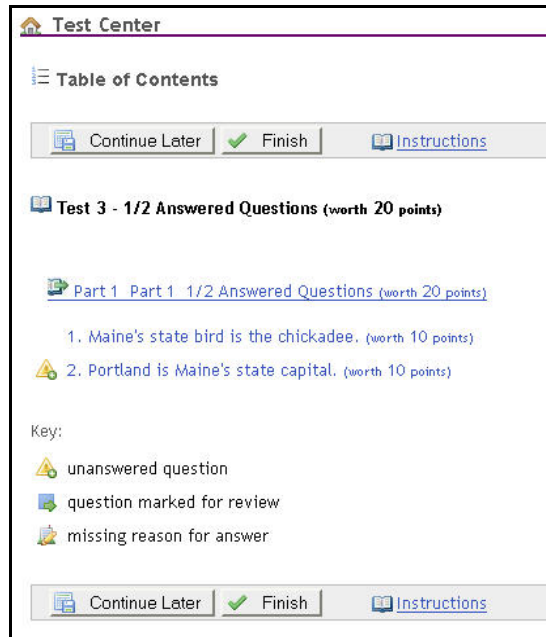 Test Center
Table of Contents
Continue Later Finish Instructions
Test 3 - 1/2 Answered Questions (worth 20 points)
Part 1 Part 1 1/2 Answered Questions (worth 20 points)
1. Maine's state bird is the chickadee. (worth 10 points)
2. Portland is Maine's state capital. (worth 10 points)
Key:
unanswered question
question marked for review
missing reason for answer
Continue Later Finish Instructions